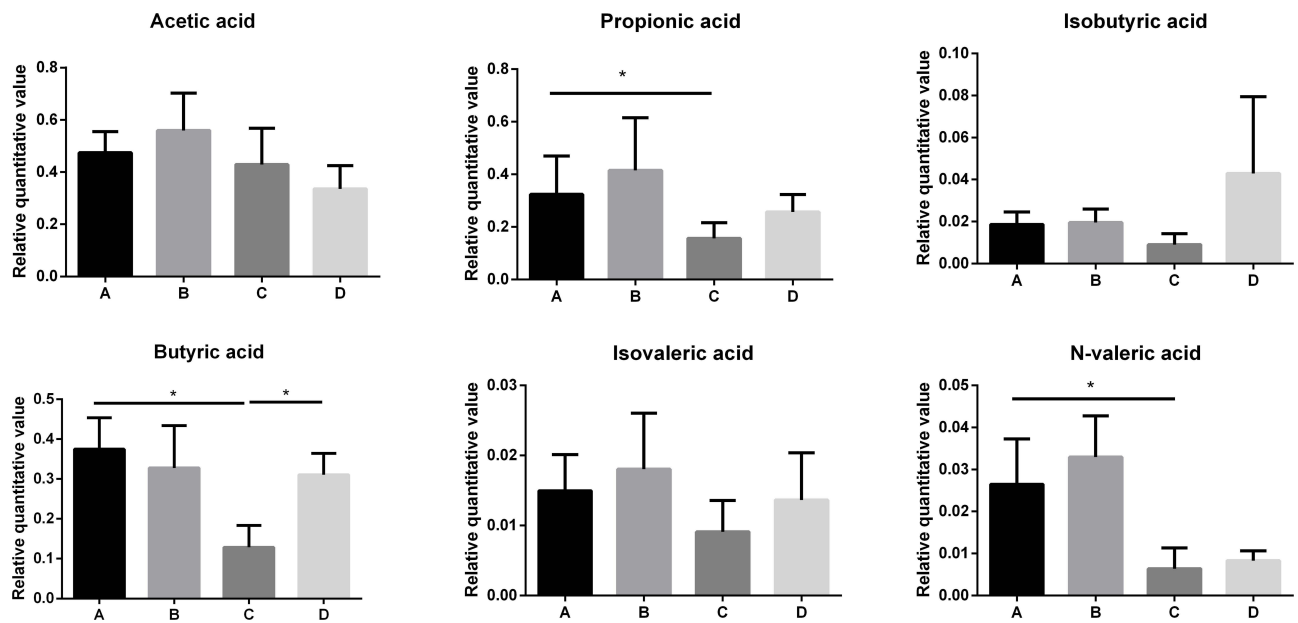 Acetic acid
Relative quantitative value
0.8
0.6
0.4
0.2
0.0
A B C D
Propionic acid
Relative quantitative value
0.8
0.6
0.4
0.2
0.0
*
A B C D
Isobutyric acid
Relative quantitative value
0.10
0.08
0.06
0.04
0.02
0.00
A B C D
Butyric acid
Relative quantitative value
0.5
0.4
0.3
0.2
0.1
0.0
* *
A B C D
Isovaleric acid
Relative quantitative value
0.03
0.02
0.01
0.00
A B C D
N-valeric acid
Relative quantitative value
0.05
0.04
0.03
0.02
0.01
0.00
*
A B C D